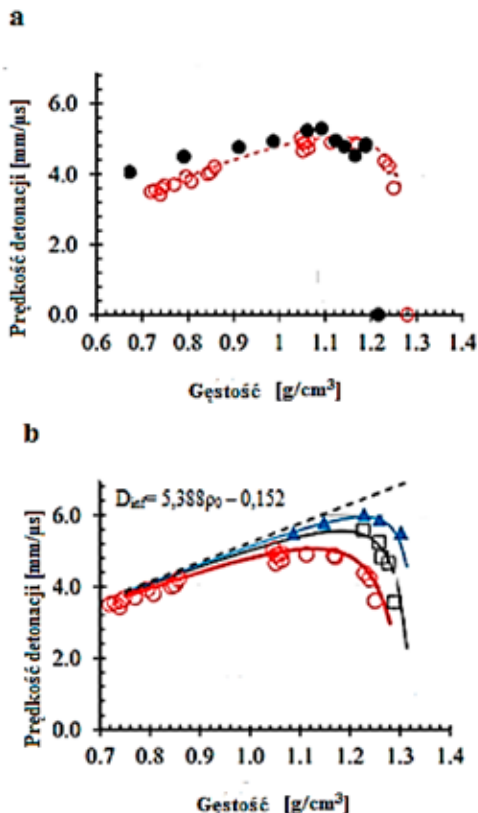 a
Prędkość detonacji [mm/μs]
6.0
4.0
2.0
0.0
0.6 0.7 0.8 0.9 1 1.1 1.2 1.3 1.4
Gęstość [g/cm³]
b
Prędkość detonacji [mm/μs]
D_inf = 5,388ρ₀ – 0,152
8.0
6.0
4.0
2.0
0.0
0.7 0.8 0.9 1.0 1.1 1.2 1.3 1.4
Gęstość [g/cm³]